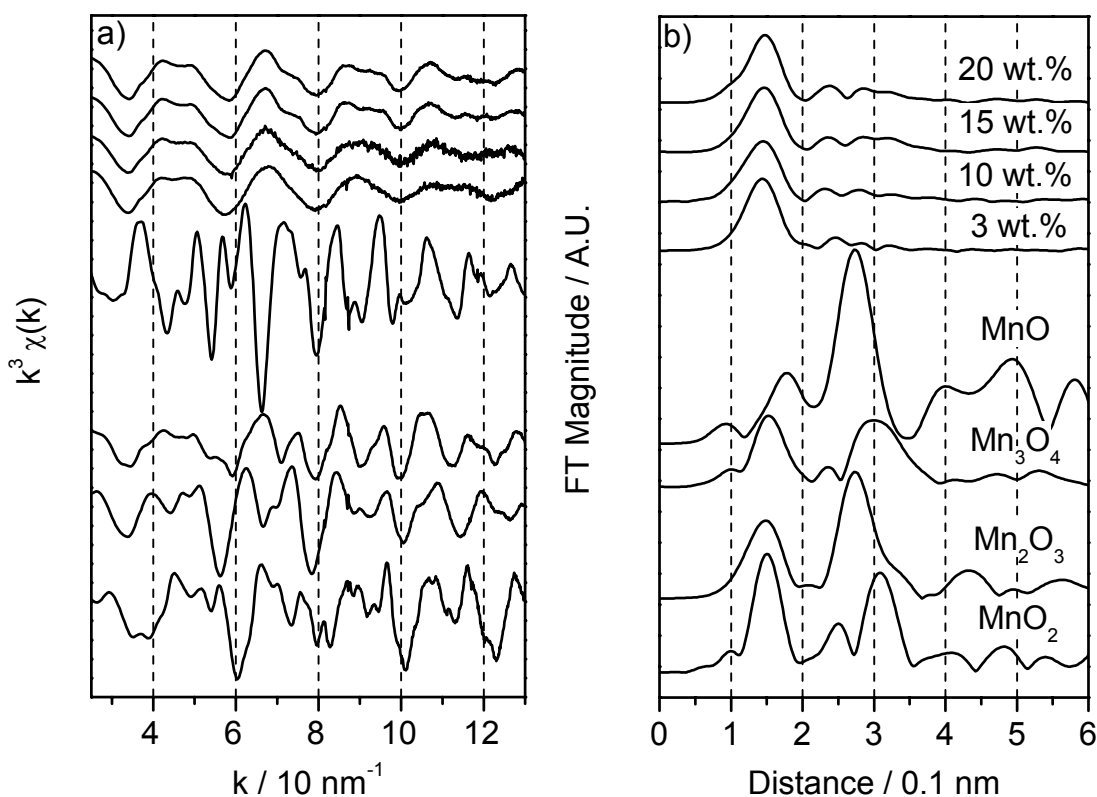 a)
k³ χ(k)
4 6 8 10 12
k / 10 nm⁻¹
b)
20 wt.%
15 wt.%
10 wt.%
3 wt.%
MnO
Mn₃O₄
Mn₂O₃
MnO₂
FT Magnitude / A.U.
0 1 2 3 4 5 6
Distance / 0.1 nm